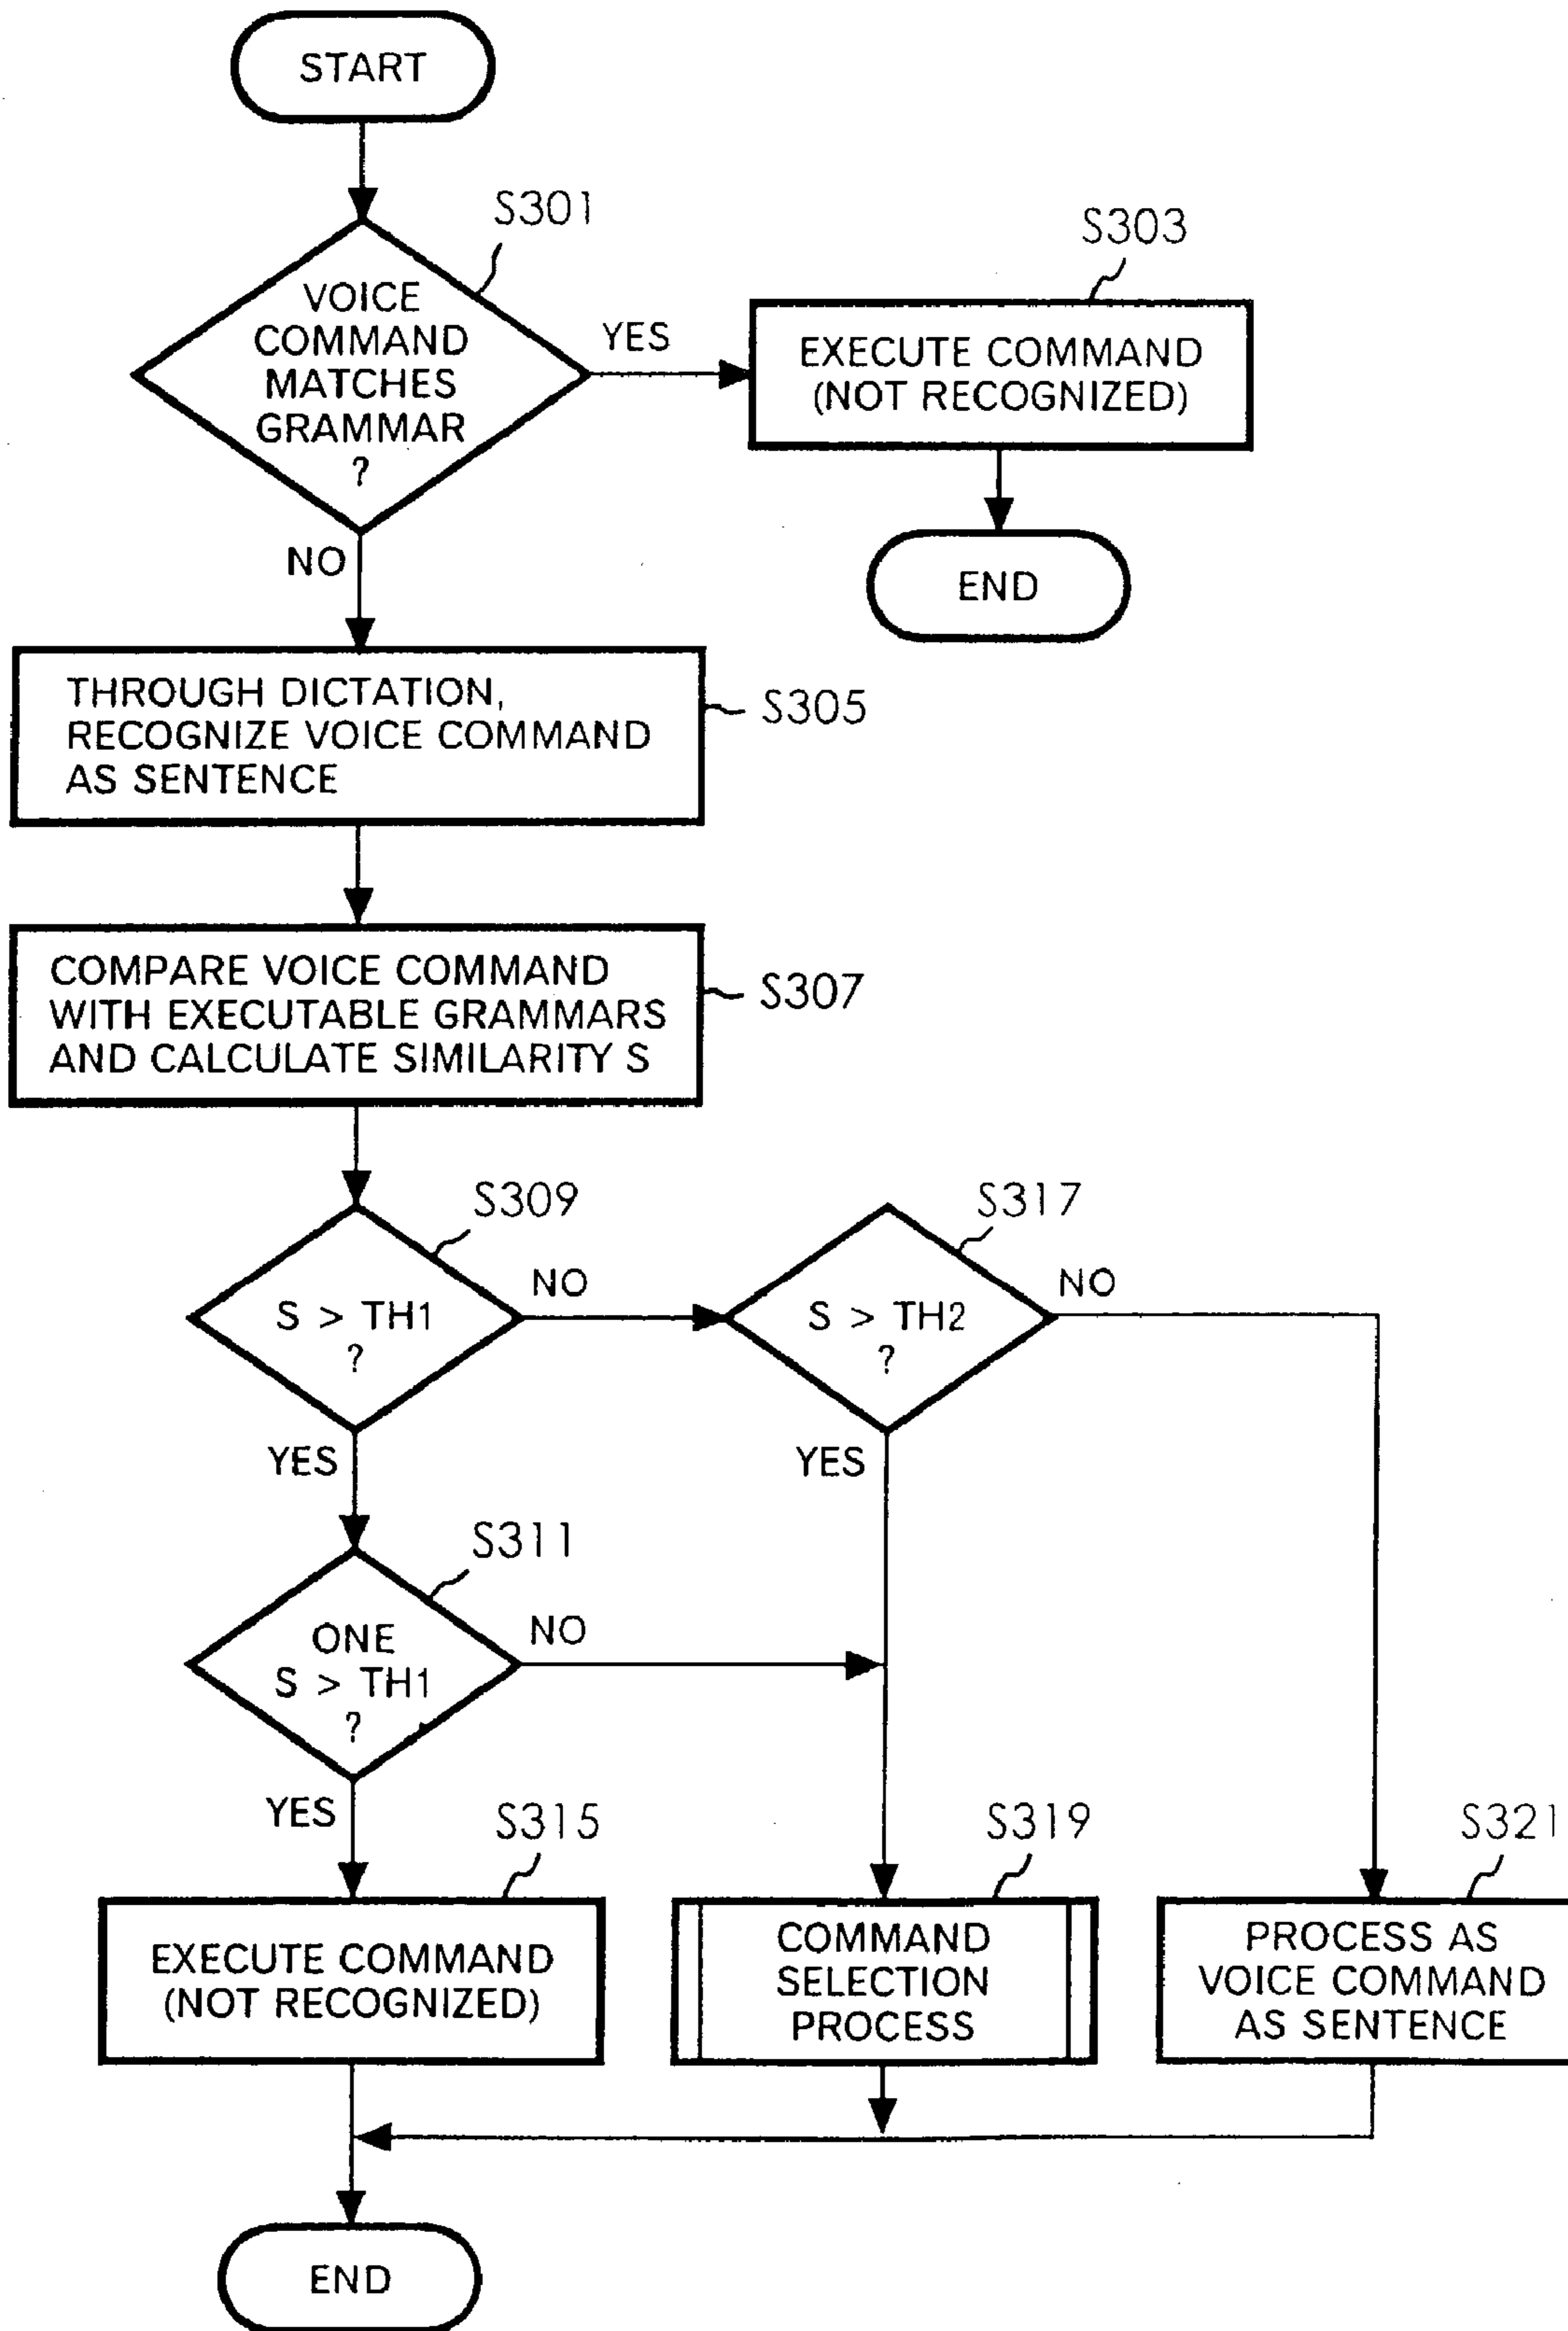 START
S301
VOICE
COMMAND
MATCHES
GRAMMAR
?
YES
S303
EXECUTE COMMAND
(NOT RECOGNIZED)
END
NO
THROUGH DICTATION,
RECOGNIZE VOICE COMMAND
AS SENTENCE
S305
COMPARE VOICE COMMAND
WITH EXECUTABLE GRAMMARS
AND CALCULATE SIMILARITY S
S307
S309
S > TH1
?
NO
S317
S > TH2
?
NO
YES
YES
S311
ONE
S > TH1
?
NO
YES
S315
EXECUTE COMMAND
(NOT RECOGNIZED)
S319
COMMAND
SELECTION
PROCESS
S321
PROCESS AS
VOICE COMMAND
AS SENTENCE
END